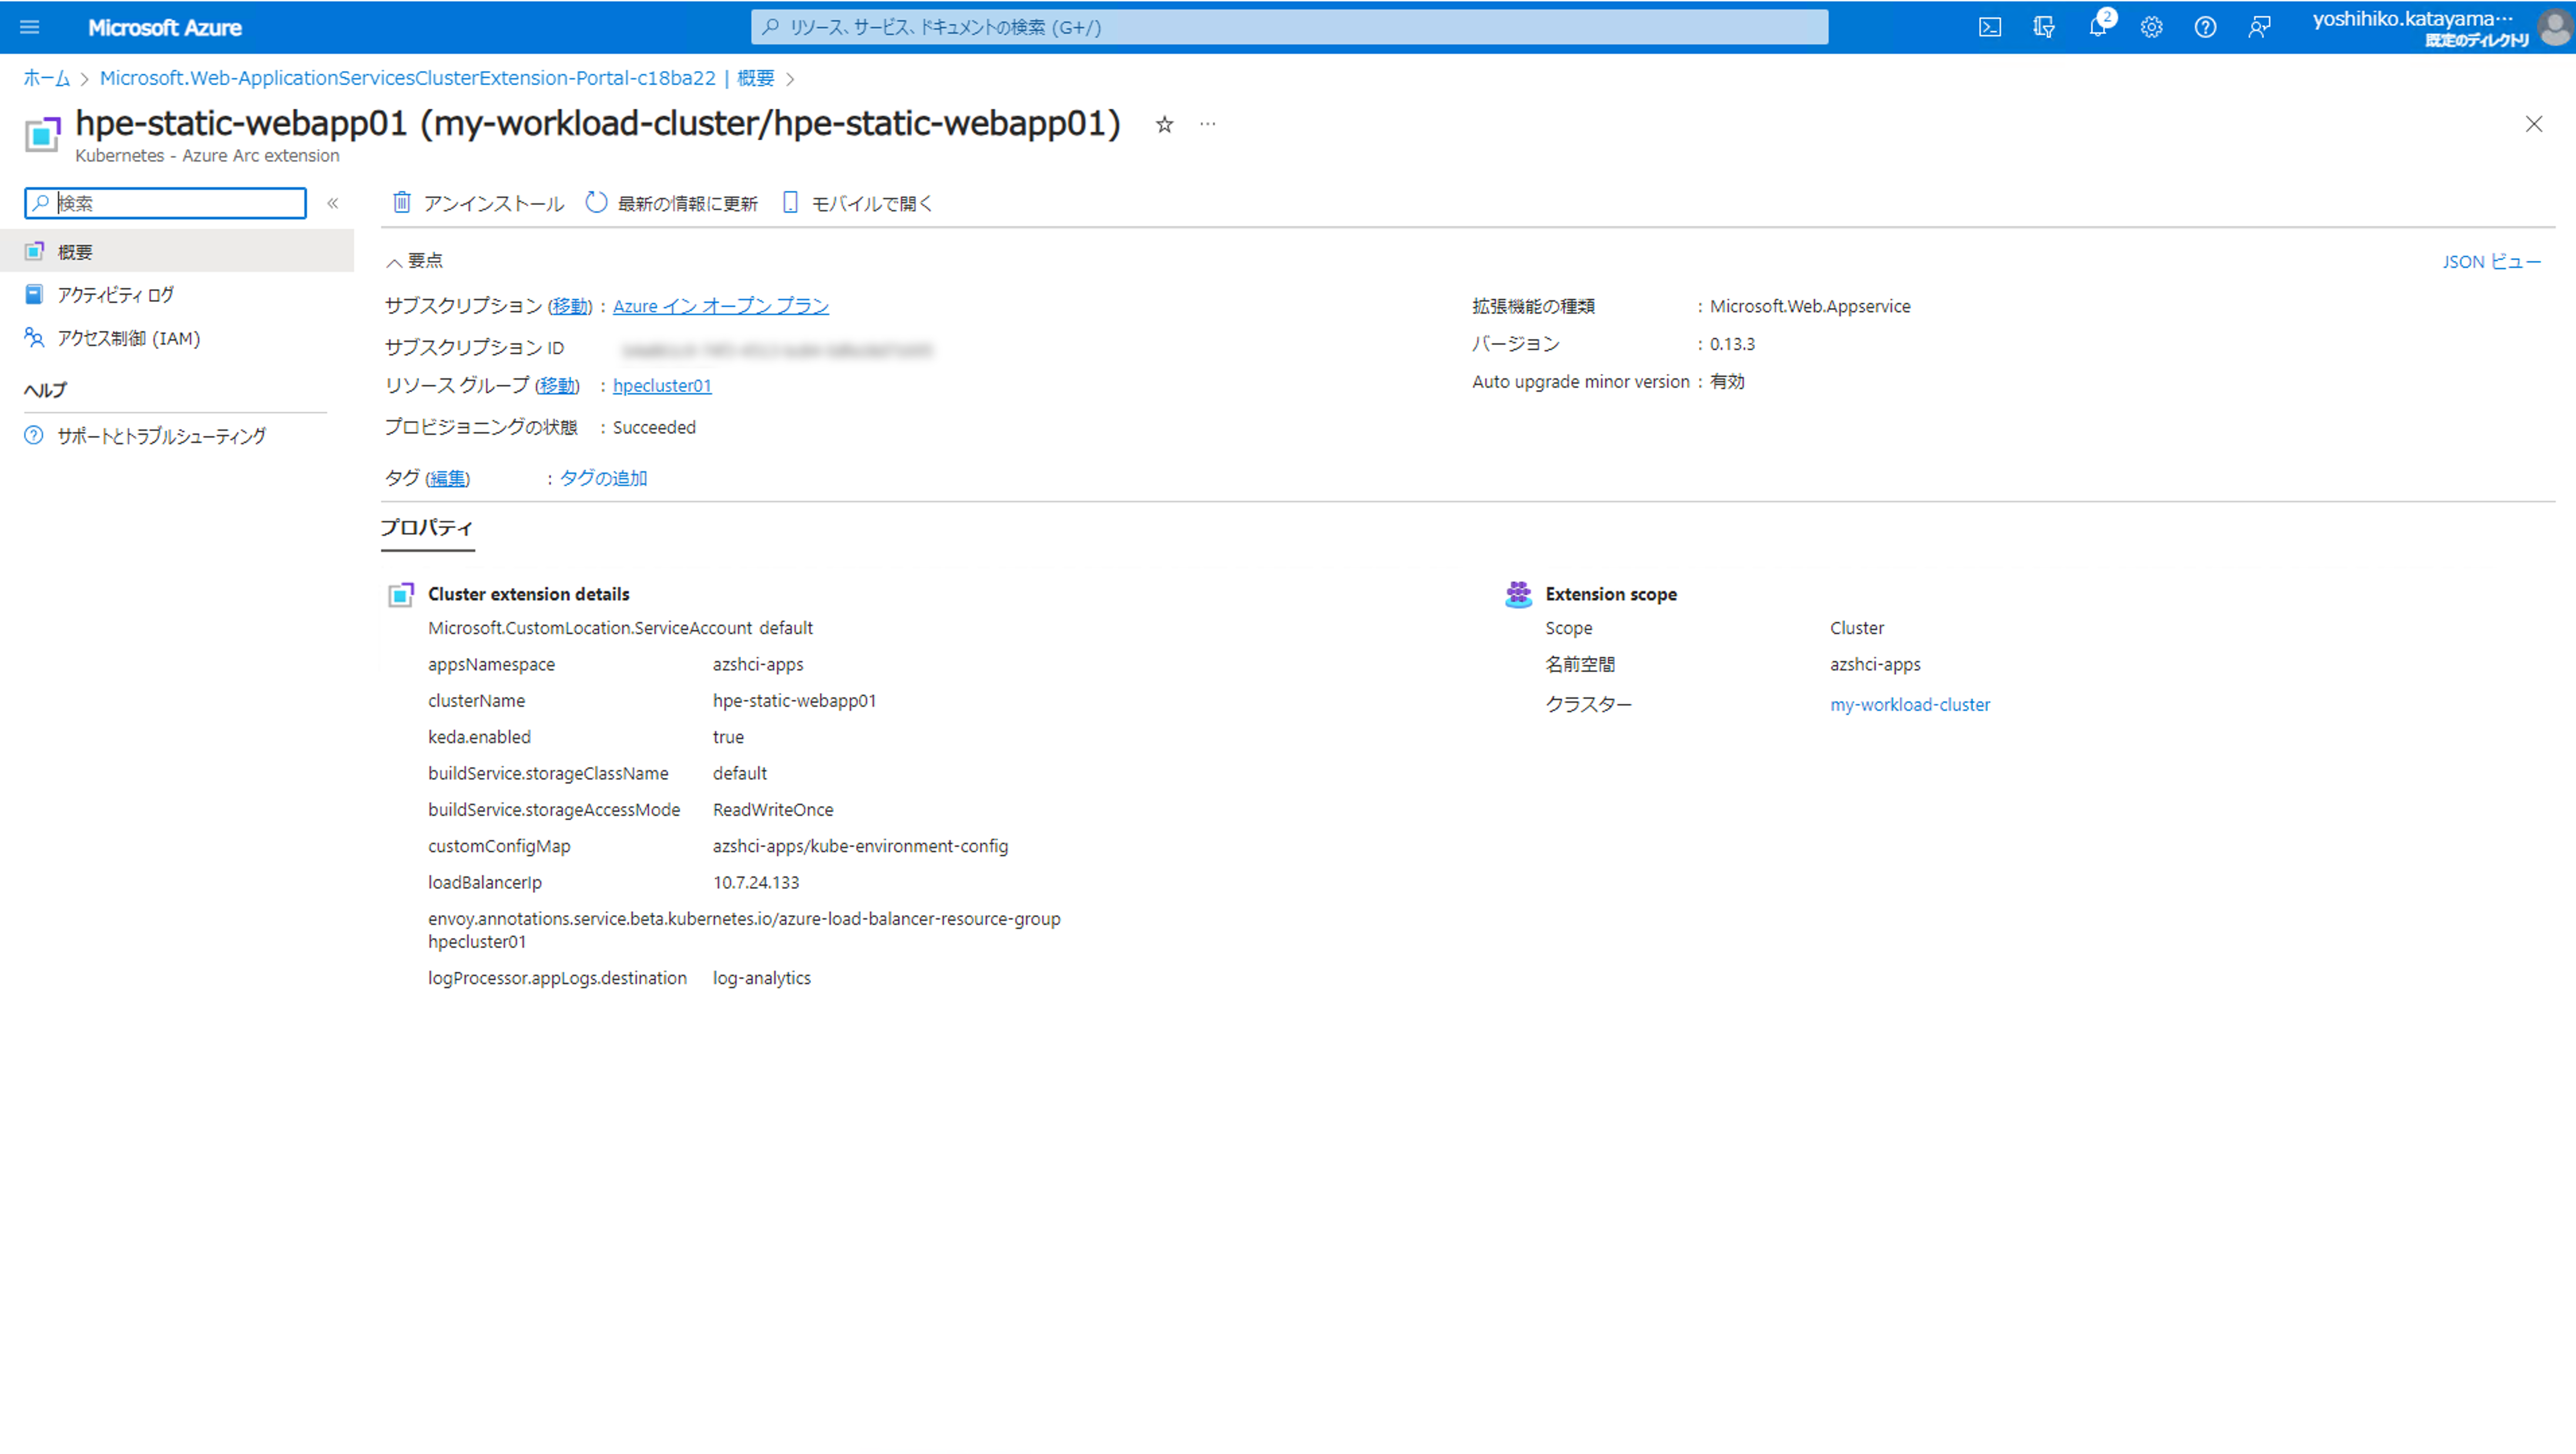 Microsoft Azure
リソース、サービス、ドキュメントの検索 (G+/)
2
yoshihiko.katayama…
既定のディレクトリ
ホーム > Microsoft.Web-ApplicationServicesClusterExtension-Portal-c18ba22 | 概要 >
hpe-static-webapp01 (my-workload-cluster/hpe-static-webapp01)
Kubernetes - Azure Arc extension
検索
概要
アクティビティ ログ
アクセス制御 (IAM)
ヘルプ
サポートとトラブルシューティング
アンインストール 最新の情報に更新 モバイルで開く
要点
JSON ビュー
サブスクリプション (移動) : Azure イン オープン プラン
サブスクリプション ID
リソース グループ (移動) : hpecluster01
プロビジョニングの状態 : Succeeded
拡張機能の種類 : Microsoft.Web.Appservice
バージョン : 0.13.3
Auto upgrade minor version : 有効
タグ (編集) : タグの追加
プロパティ
Cluster extension details
Microsoft.CustomLocation.ServiceAccount default
appsNamespace azshci-apps
clusterName hpe-static-webapp01
keda.enabled true
buildService.storageClassName default
buildService.storageAccessMode ReadWriteOnce
customConfigMap azshci-apps/kube-environment-config
loadBalancerIp 10.7.24.133
envoy.annotations.service.beta.kubernetes.io/azure-load-balancer-resource-group
hpecluster01
logProcessor.appLogs.destination log-analytics
Extension scope
Scope Cluster
名前空間 azshci-apps
クラスター my-workload-cluster